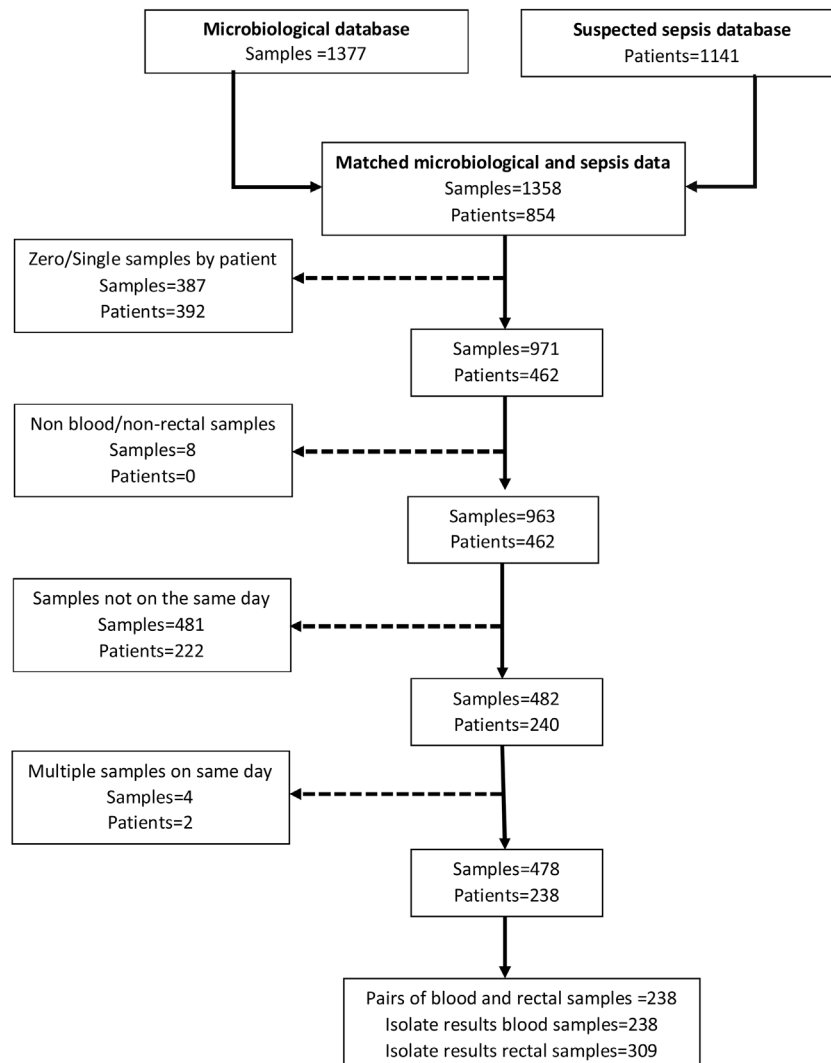 Microbiological database
Samples =1377
Suspected sepsis database
Patients=1141
Matched microbiological and sepsis data
Samples=1358
Patients=854
Zero/Single samples by patient
Samples=387
Patients=392
Samples=971
Patients=462
Non blood/non-rectal samples
Samples=8
Patients=0
Samples=963
Patients=462
Samples not on the same day
Samples=481
Patients=222
Samples=482
Patients=240
Multiple samples on same day
Samples=4
Patients=2
Samples=478
Patients=238
Pairs of blood and rectal samples =238
Isolate results blood samples=238
Isolate results rectal samples=309